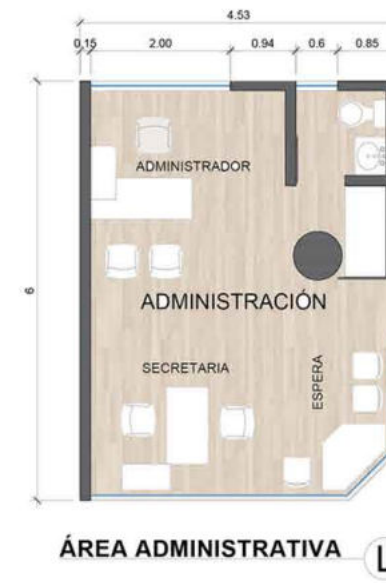 4.53
0.15 2.00 0.94 0.6 0.85
6
ADMINISTRADOR
ADMINISTRACIÓN
SECRETARIA
ESPERA
ÁREA ADMINISTRATIVA